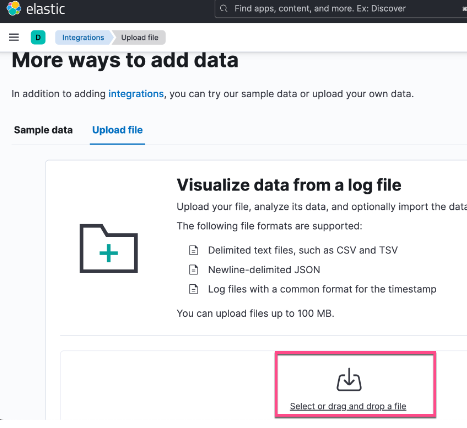 elastic
Find apps, content, and more. Ex: Discover
D
Integrations
Upload file
More ways to add data
In addition to adding integrations, you can try our sample data or upload your own data.
Sample data
Upload file
Visualize data from a log file
Upload your file, analyze its data, and optionally import the data
The following file formats are supported:
Delimited text files, such as CSV and TSV
Newline-delimited JSON
Log files with a common format for the timestamp
You can upload files up to 100 MB.
Select or drag and drop a file